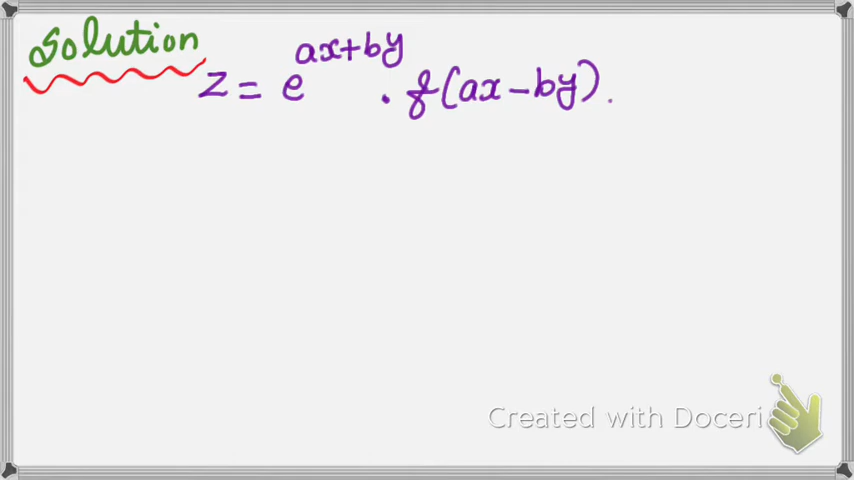 Solution
z = e^{ax+by} . f(ax-by).
Created with Doceri